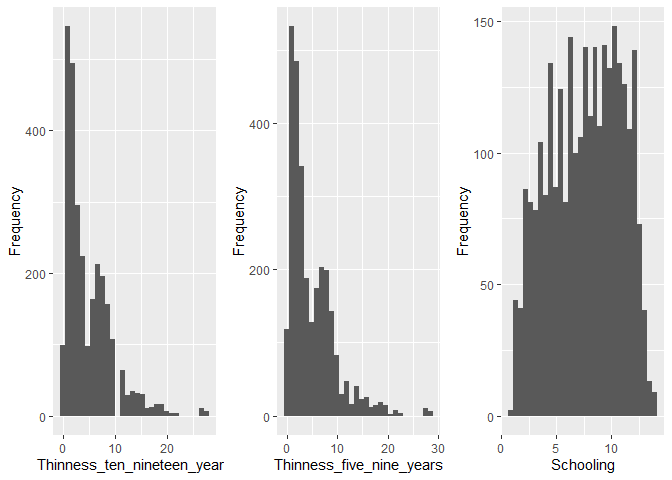 Frequency
400
200
0
0 10 20
Thinness_ten_nineteen_year
Frequency
400
200
0
0 10 20 30
Thinness_five_nine_years
Frequency
150
100
50
0
0 5 10
Schooling